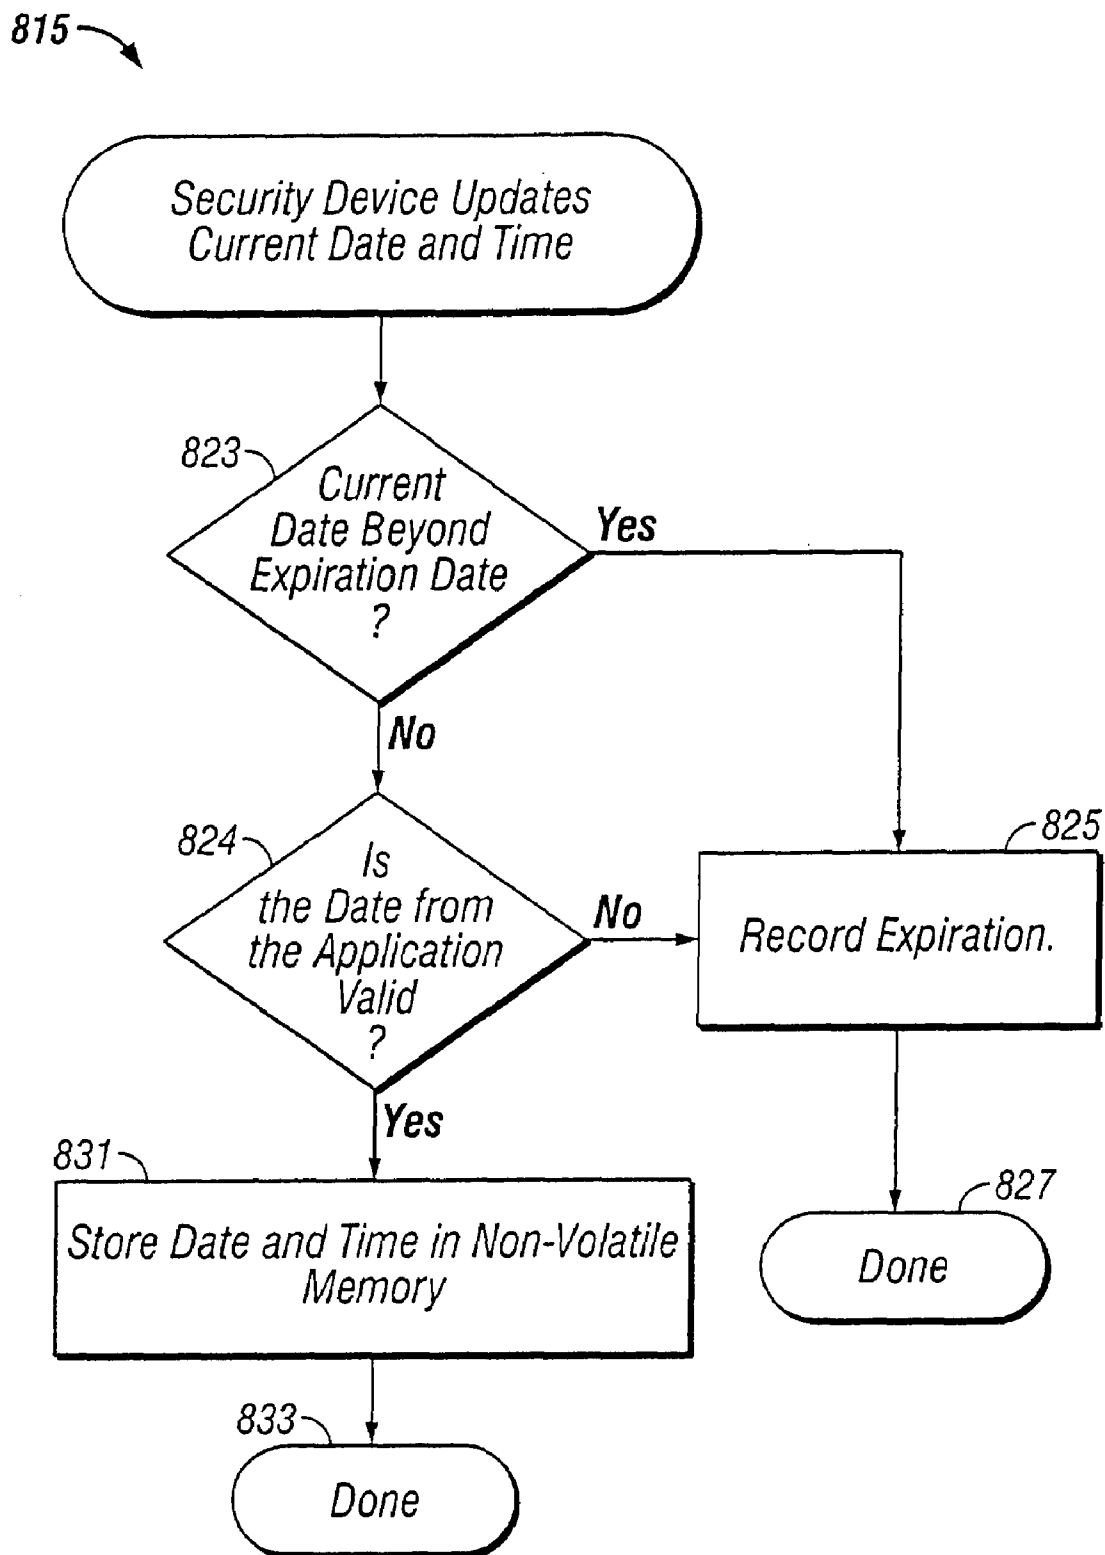 815
Security Device Updates
Current Date and Time
823
Current
Date Beyond
Expiration Date
?
Yes
No
824
Is
the Date from
the Application
Valid
?
No
825
Record Expiration.
Yes
831
Store Date and Time in Non-Volatile
Memory
827
Done
833
Done